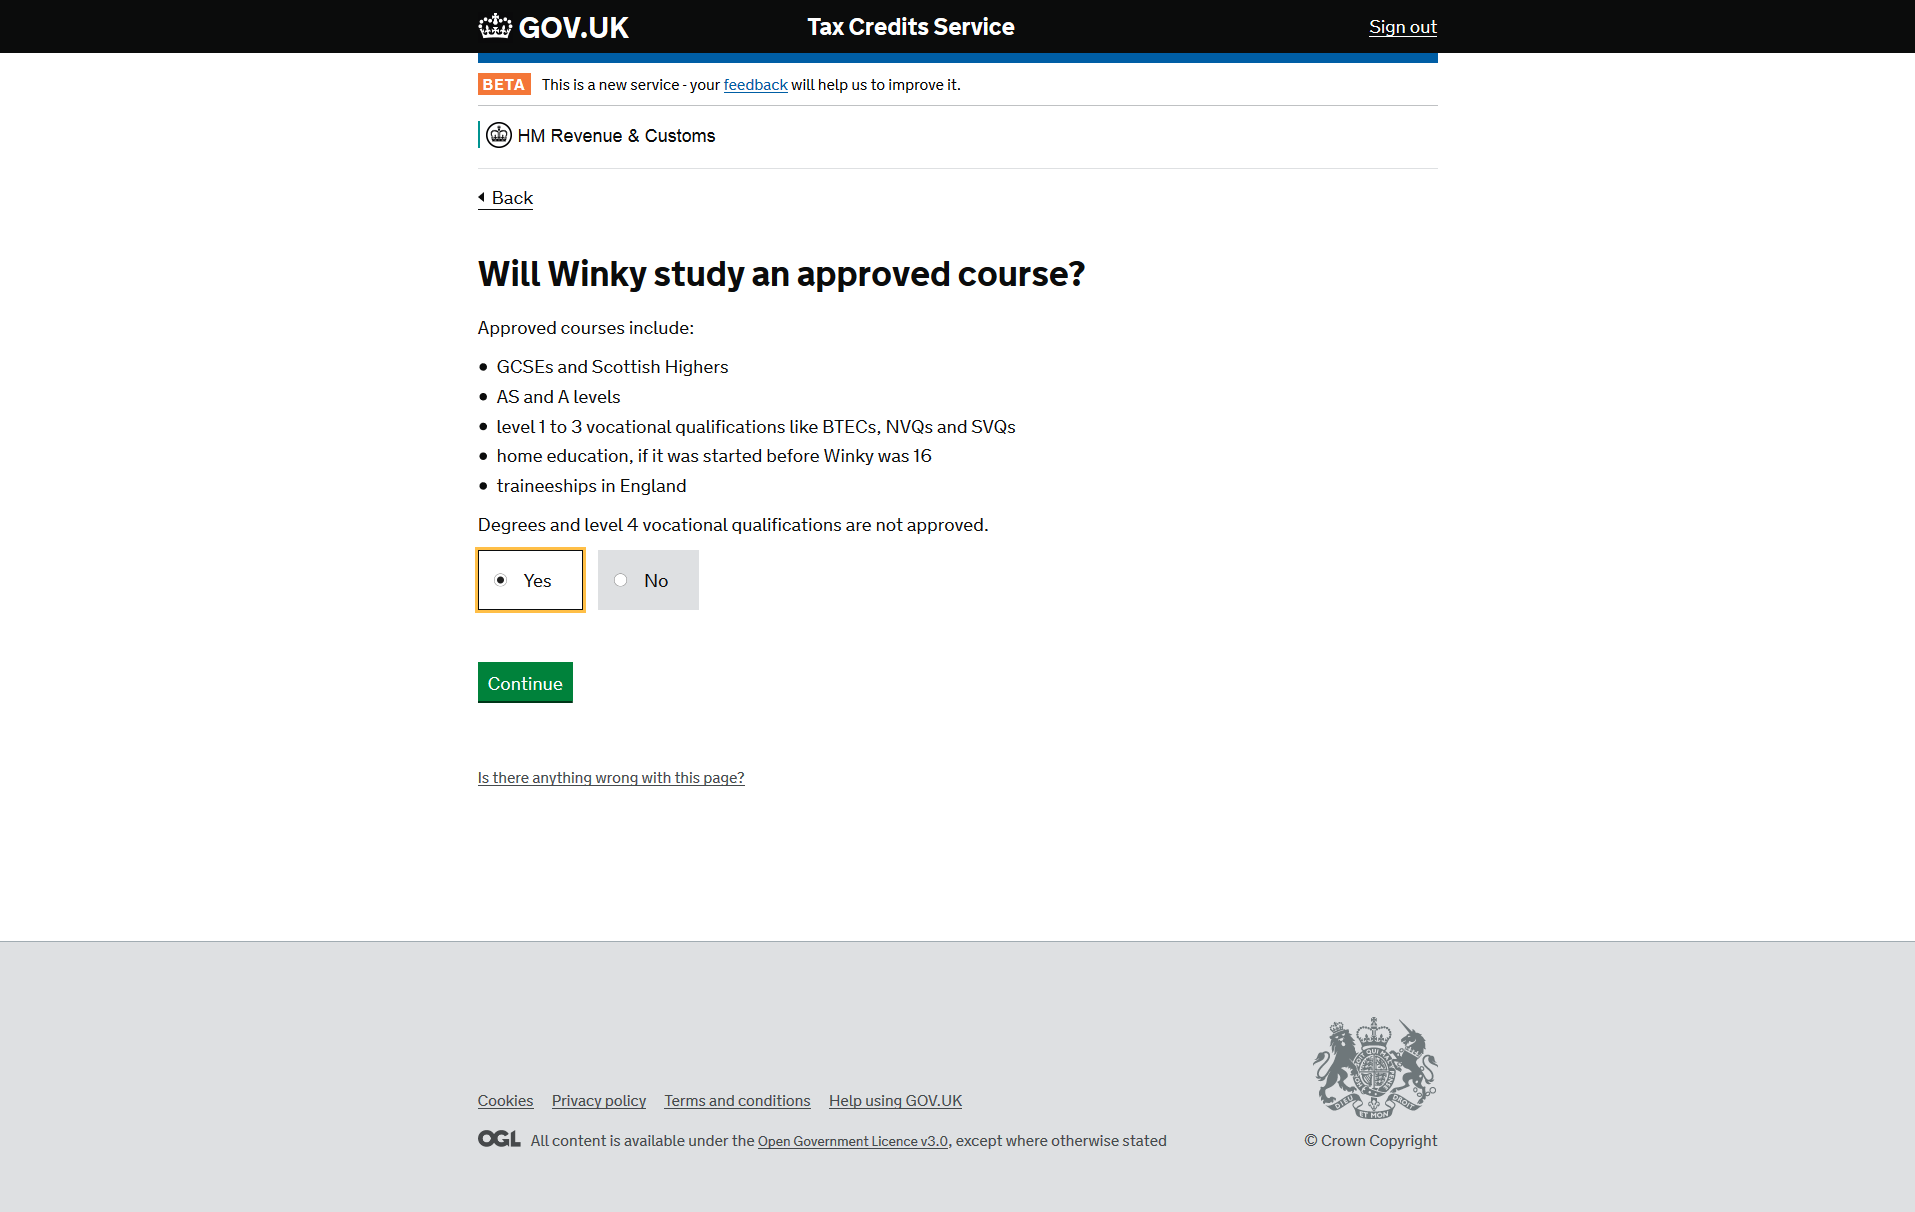 GOV.UK
Tax Credits Service
Sign out
BETA This is a new service - your feedback will help us to improve it.
HM Revenue & Customs
Back
Will Winky study an approved course?
Approved courses include:
GCSEs and Scottish Highers
AS and A levels
level 1 to 3 vocational qualifications like BTECs, NVQs and SVQs
home education, if it was started before Winky was 16
traineeships in England
Degrees and level 4 vocational qualifications are not approved.
Yes
No
Continue
Is there anything wrong with this page?
Cookies Privacy policy Terms and conditions Help using GOV.UK
OGL All content is available under the Open Government Licence v3.0, except where otherwise stated
© Crown Copyright